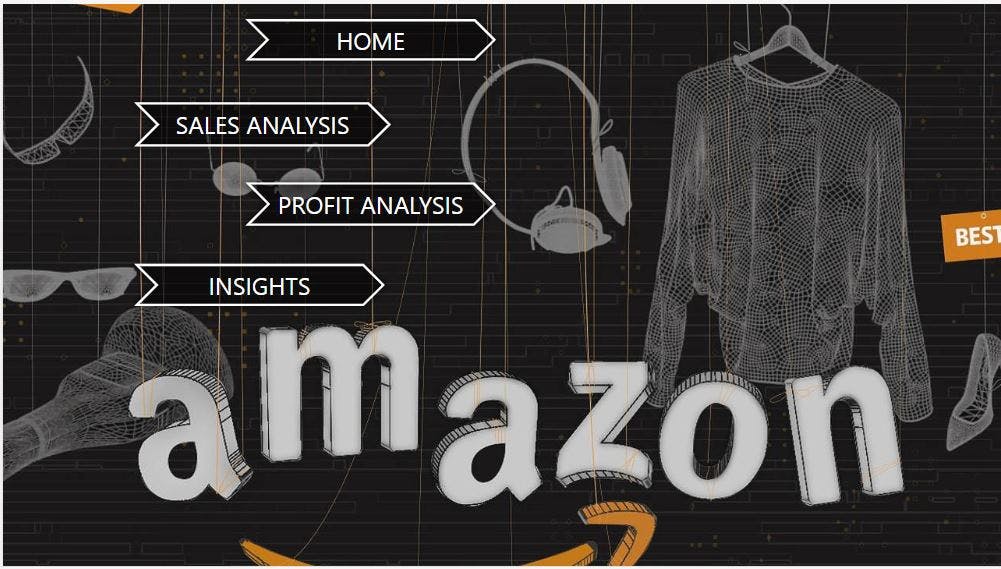 HOME
SALES ANALYSIS
PROFIT ANALYSIS
BEST
INSIGHTS
amazon